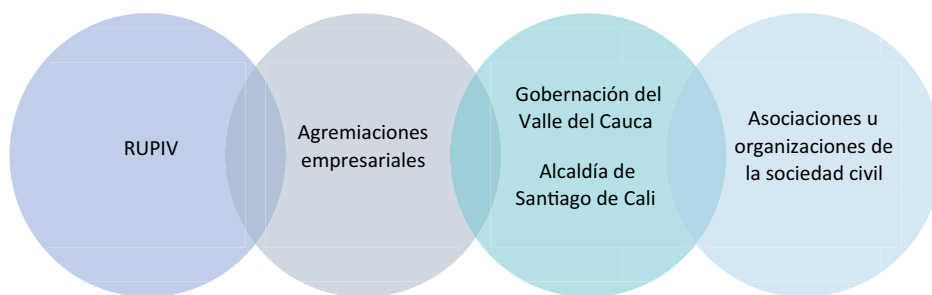 RUPIV
Agremiaciones
empresariales
Gobernación del
Valle del Cauca
Alcaldía de
Santiago de Cali
Asociaciones u
organizaciones de
la sociedad civil